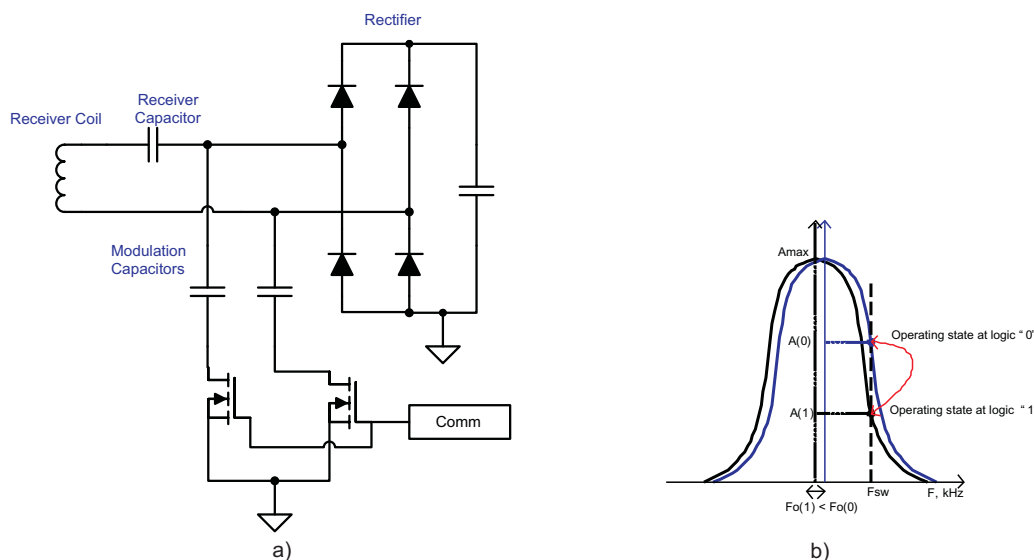 Rectifier
Receiver
Capacitor
Receiver Coil
Modulation
Capacitors
Comm
a)
Amax
A(0)
Operating state at logic “ 0”
A(1)
Operating state at logic “ 1
Fsw
F, kHz
Fo(1) < Fo(0)
b)